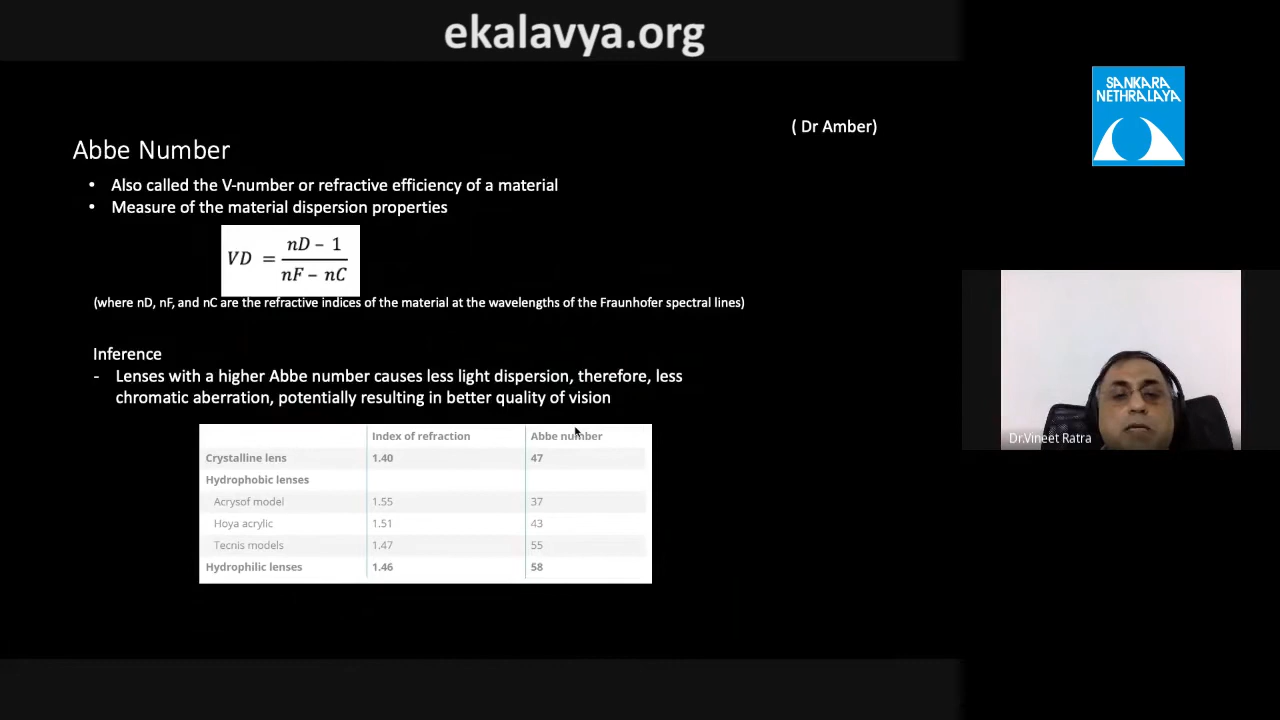 ekalavya.org
SANKARA
NETHRALAYA
( Dr Amber)
Abbe Number
• Also called the V-number or refractive efficiency of a material
• Measure of the material dispersion properties
VD = nD – 1
nF – nC
(where nD, nF, and nC are the refractive indices of the material at the wavelengths of the Fraunhofer spectral lines)
Inference
- Lenses with a higher Abbe number causes less light dispersion, therefore, less
chromatic aberration, potentially resulting in better quality of vision
Index of refraction Abbe number
Crystalline lens 1.40 47
Hydrophobic lenses
Acrysof model 1.55 37
Hoya acrylic 1.51 43
Tecnis models 1.47 55
Hydrophilic lenses 1.46 58
Dr.Vineet Ratra